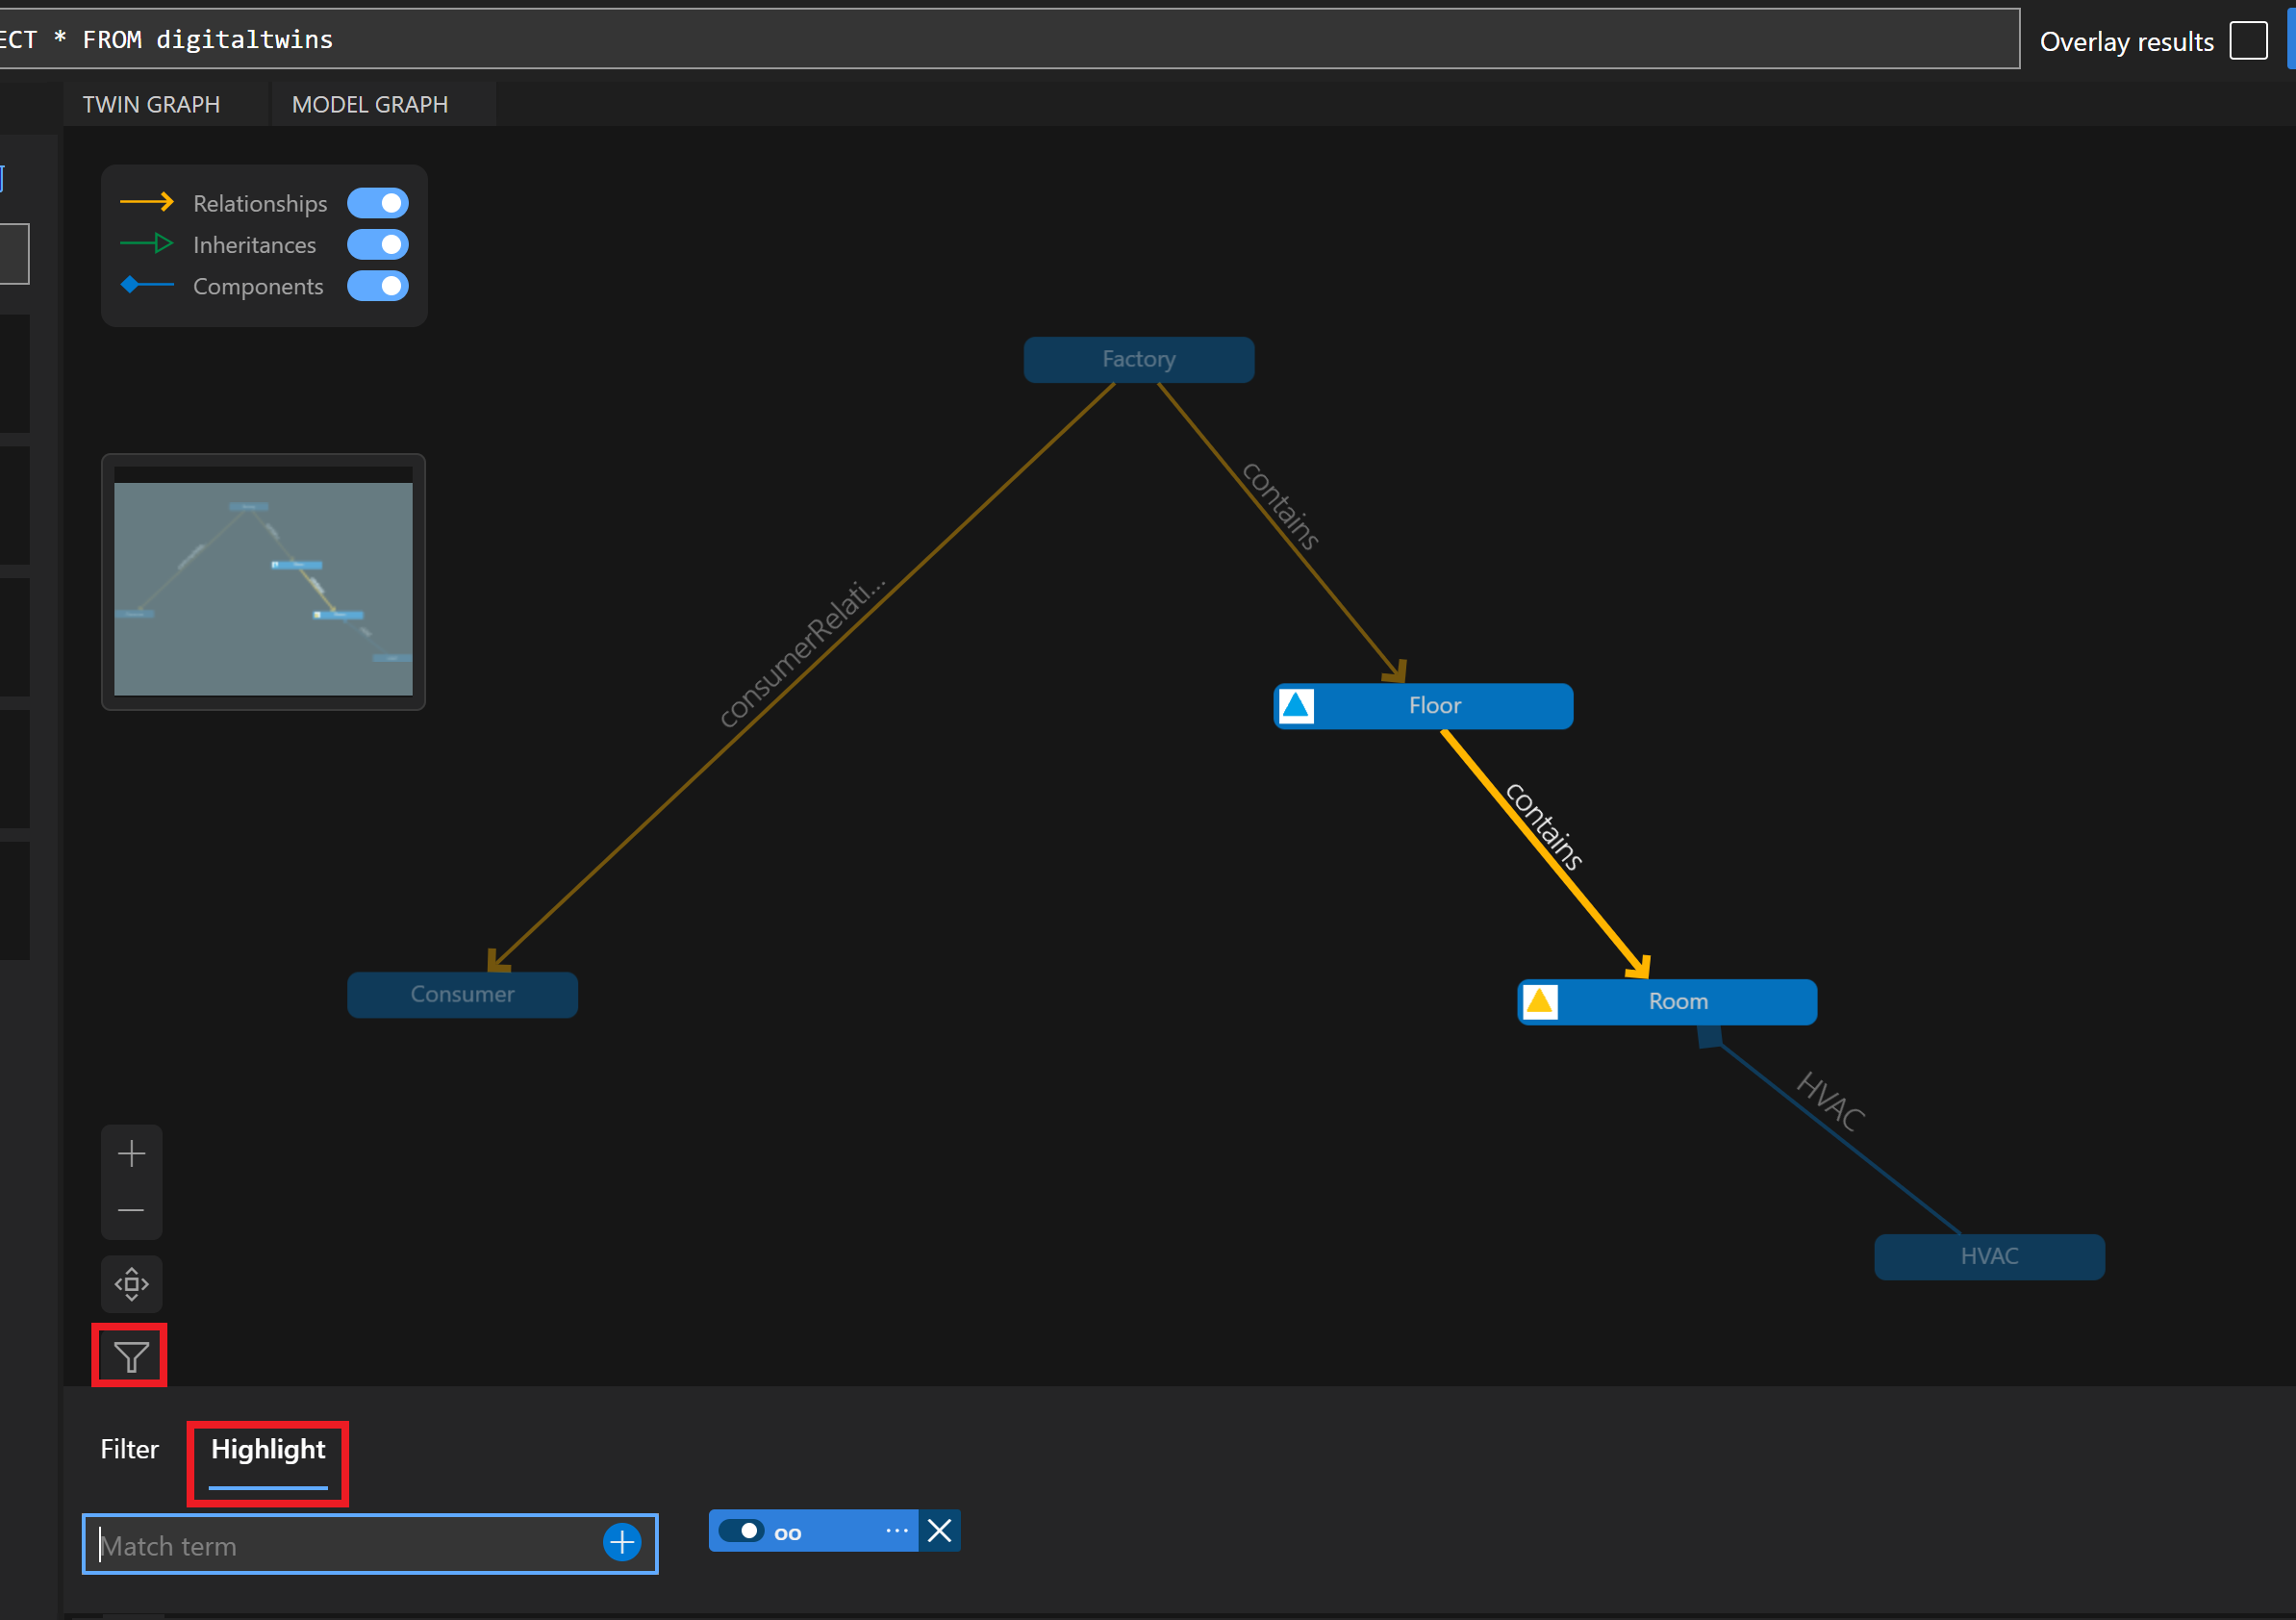 ECT * FROM digitaltwins
Overlay results
TWIN GRAPH
MODEL GRAPH
Relationships
Inheritances
Components
Factory
contains
consumerRelati...
Floor
contains
Consumer
Room
HVAC
HVAC
Filter
Highlight
Match term
oo